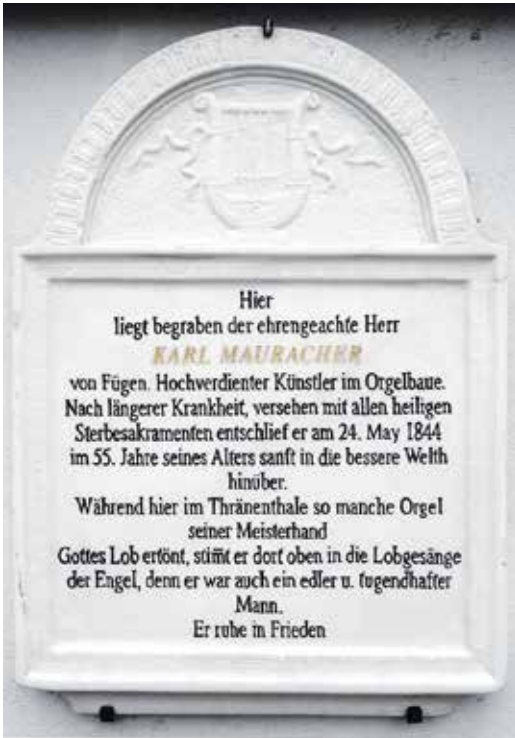 Hier
liegt begraben der ehrengeachte Herr
KARL MAURACHER
von Fügen. Hochverdienter Künstler im Orgelbaue.
Nach längerer Krankheit, versehen mit allen heiligen
Sterbesakramenten entschlief er am 24. May 1844
im 55. Jahre seines Alters sanft in die bessere Welth
hinüber.
Während hier im Thränenthale so manche Orgel
seiner Meisterhand
Gottes Lob ertönt, stim̅t er dort oben in die Lobgesänge
der Engel, denn er war auch ein edler u. tugendhafter
Mann.
Er ruhe in Frieden